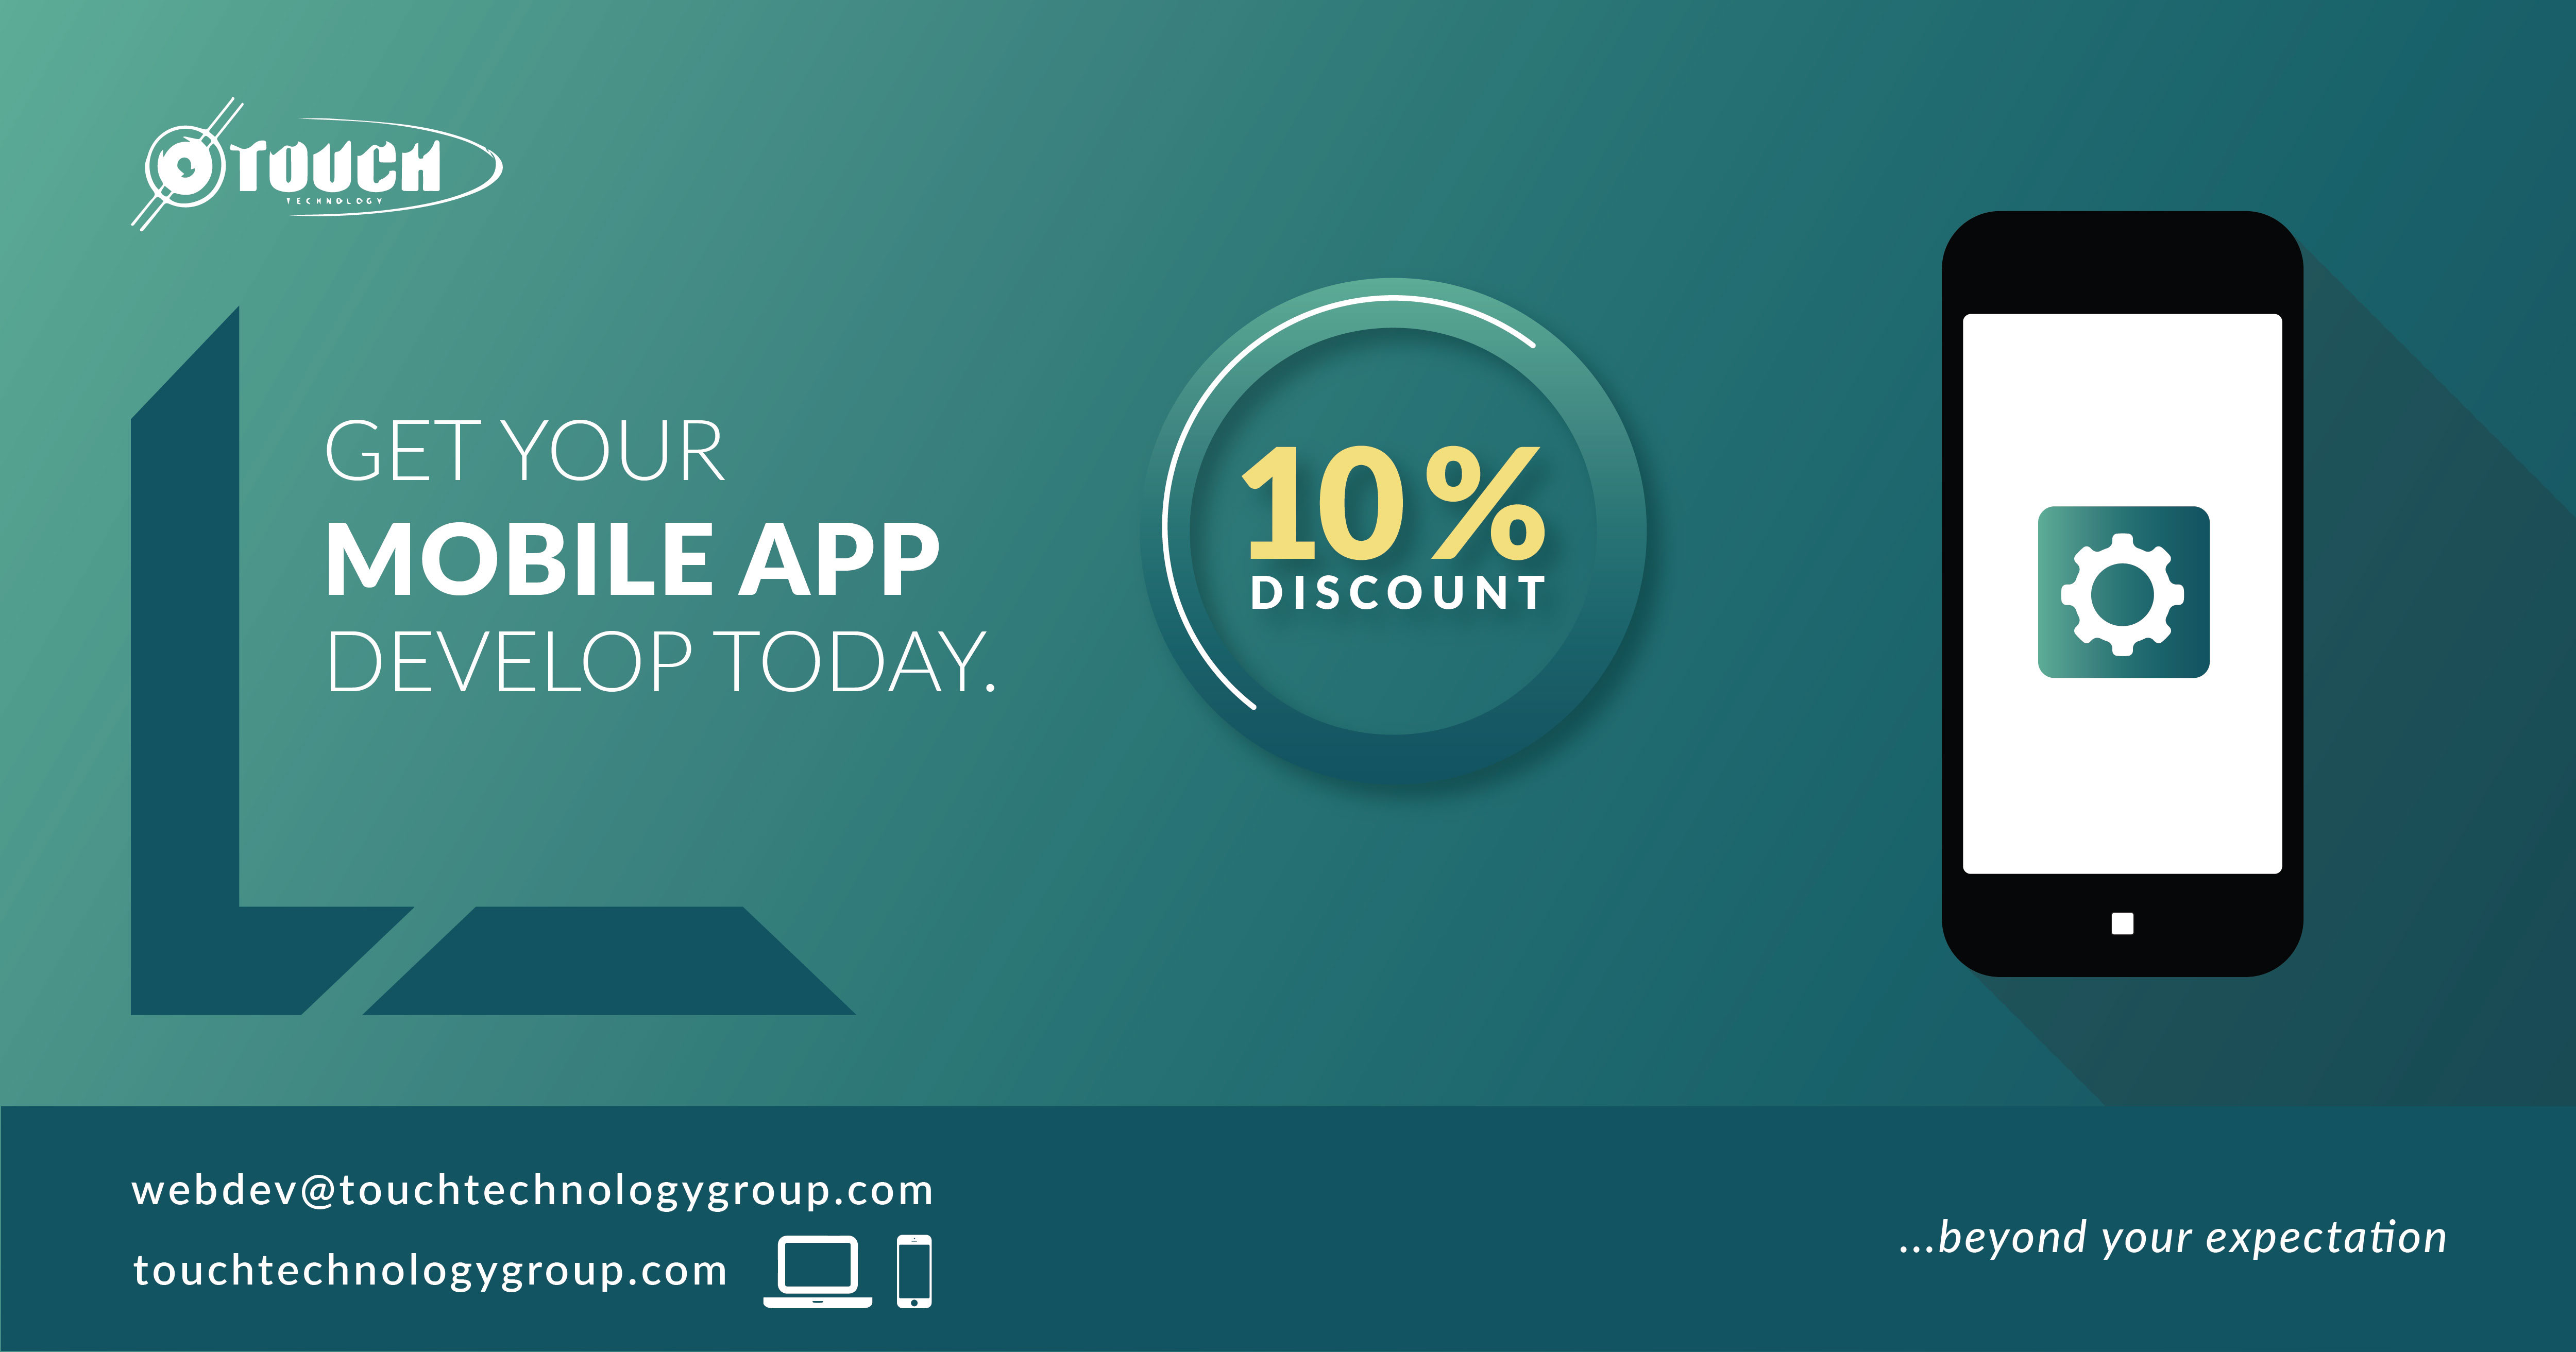 TOUCH
TECHNOLOGY
GET YOUR
MOBILE APP
DEVELOP TODAY.
10%
DISCOUNT
webdev@touchtechnologygroup.com
touchtechnologygroup.com
...beyond your expectation